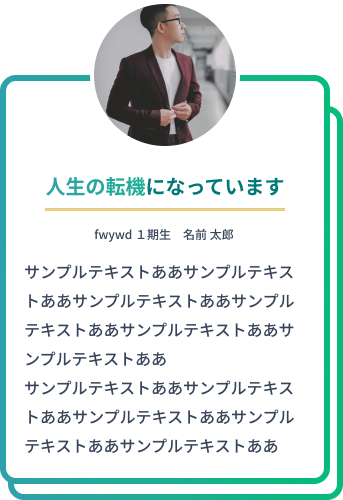 人生の転機になっています
fwywd 1期生　名前 太郎
サンプルテキストああサンプルテキス
トああサンプルテキストああサンプル
テキストああサンプルテキストああサ
ンプルテキストああ
サンプルテキストああサンプルテキス
トああサンプルテキストああサンプル
テキストああサンプルテキストああ